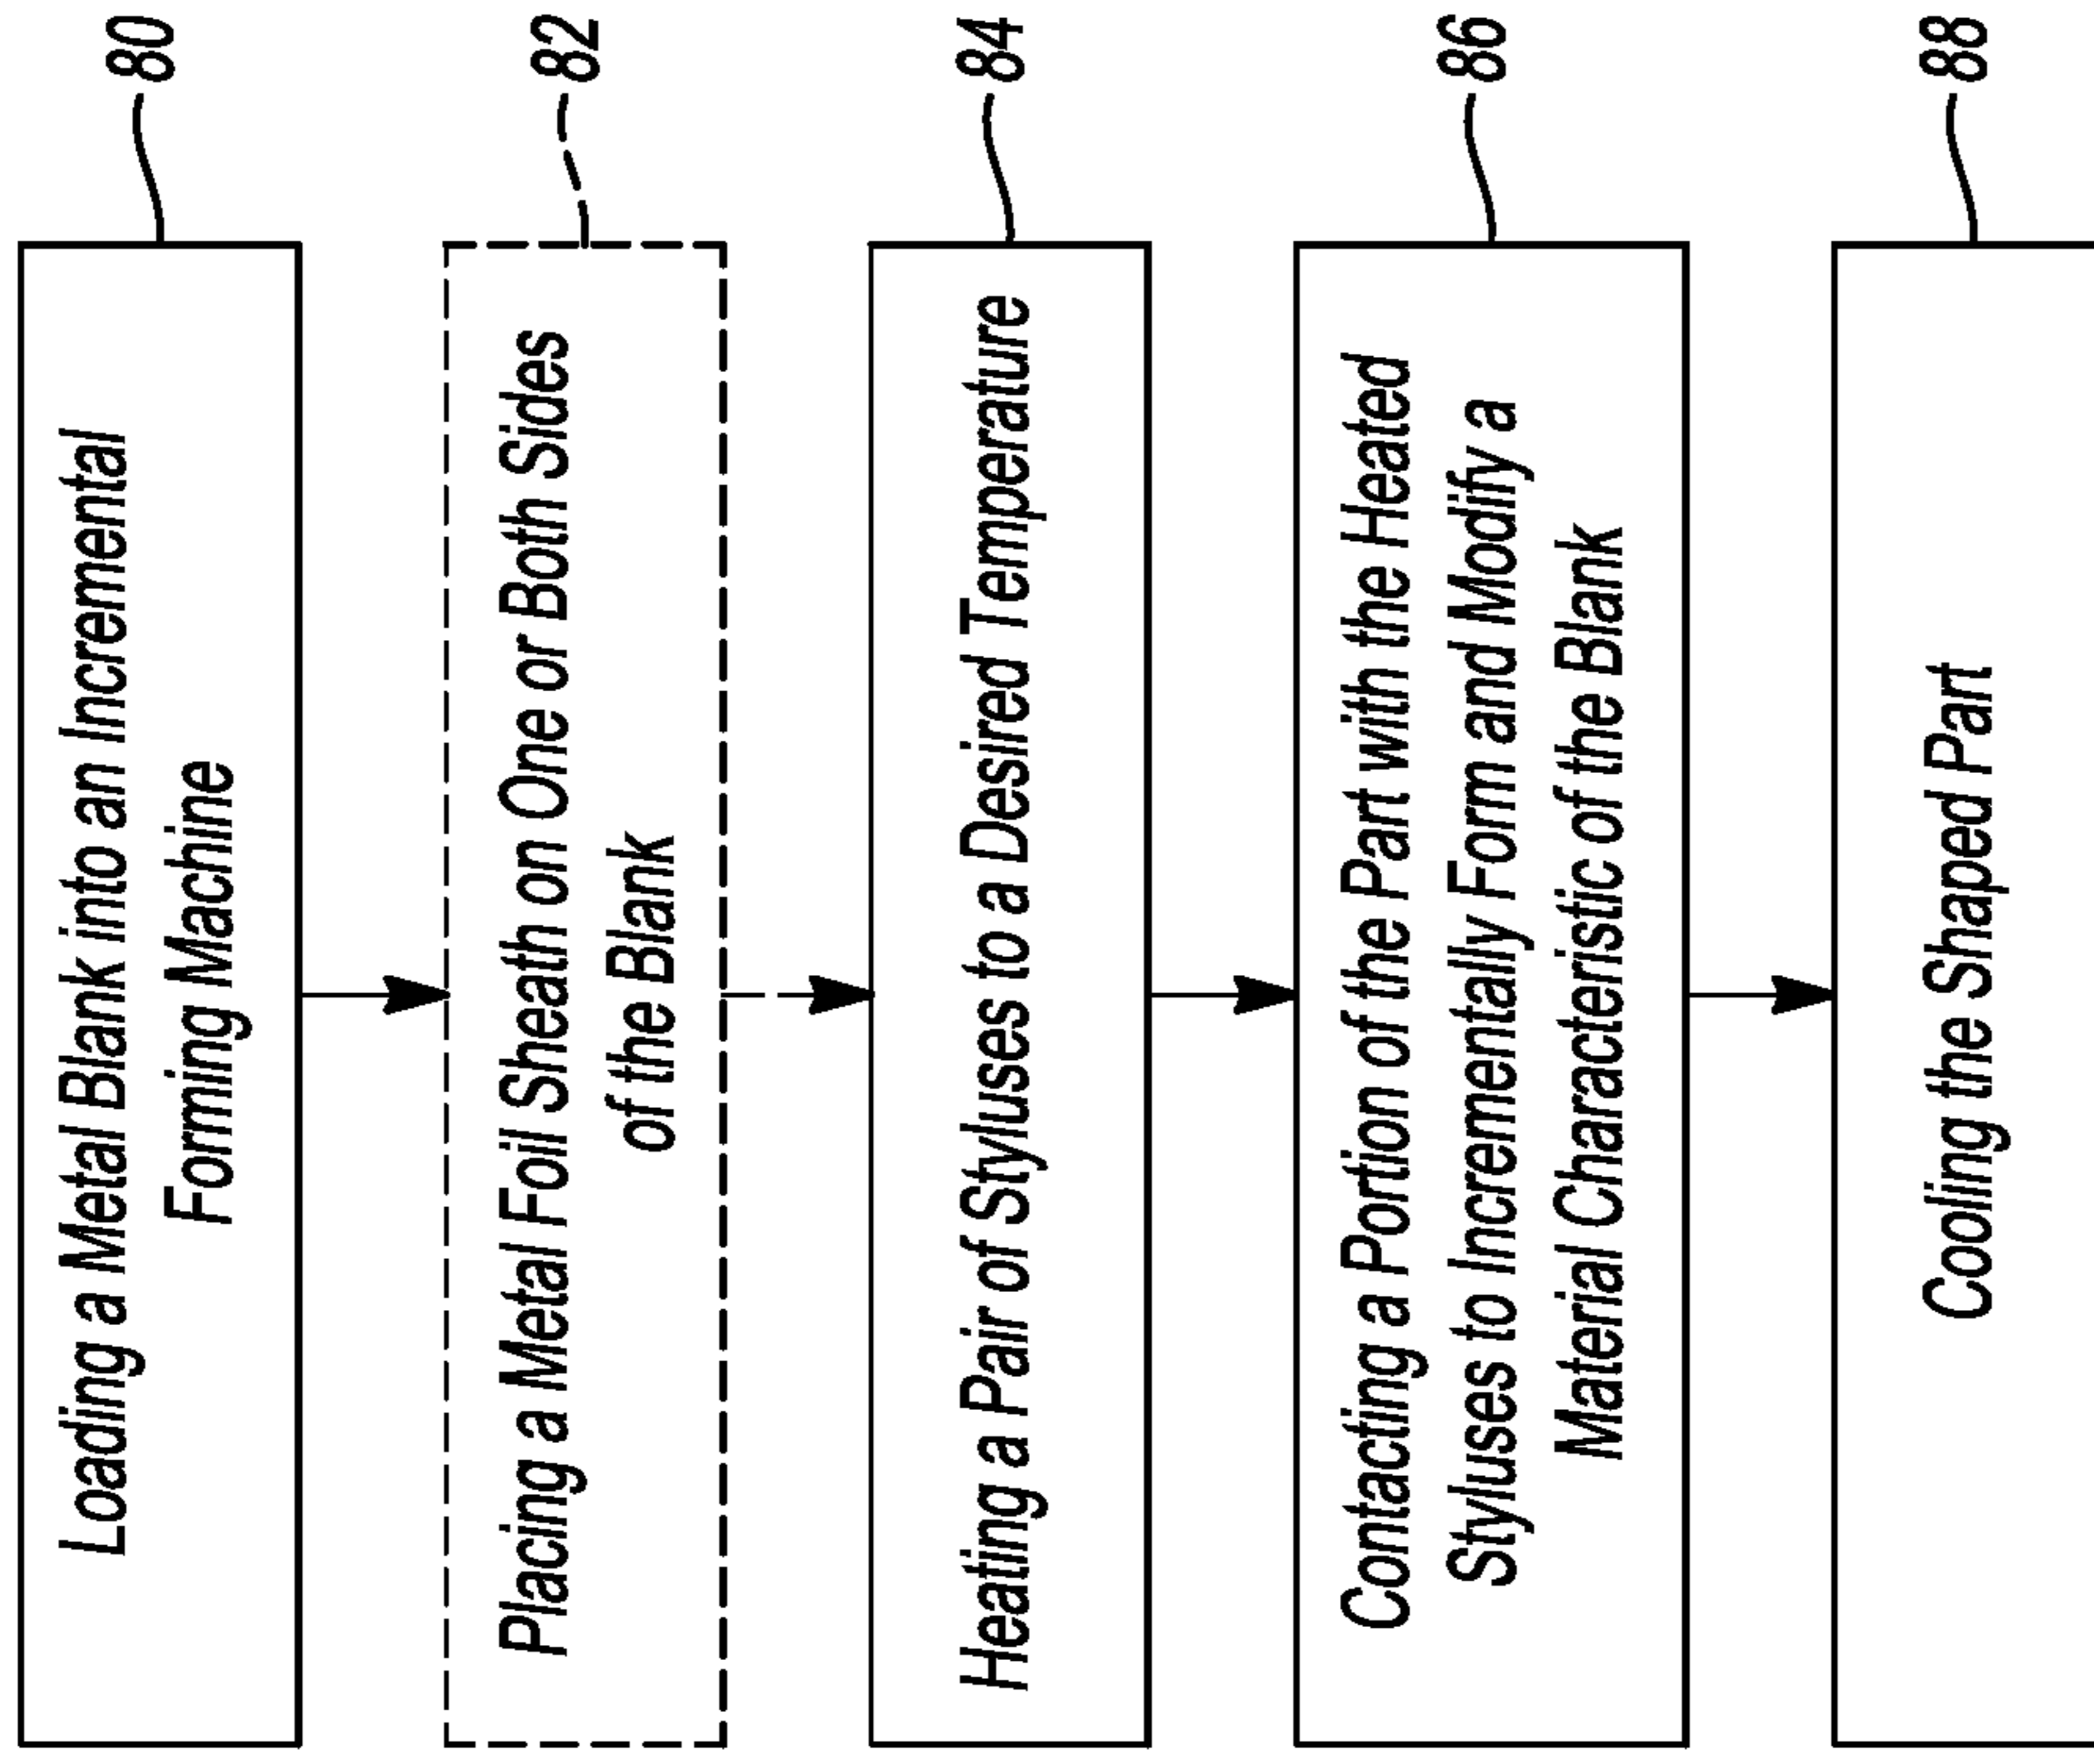 Loading a Metal Blank into an Incremental
Forming Machine
80
Placing a Metal Foil Sheath on One or Both Sides
of the Blank
82
Heating a Pair of Styluses to a Desired Temperature
84
Contacting a Portion of the Part with the Heated
Styluses to Incrementally Form and Modify a
Material Characteristic of the Blank
86
Cooling the Shaped Part
88